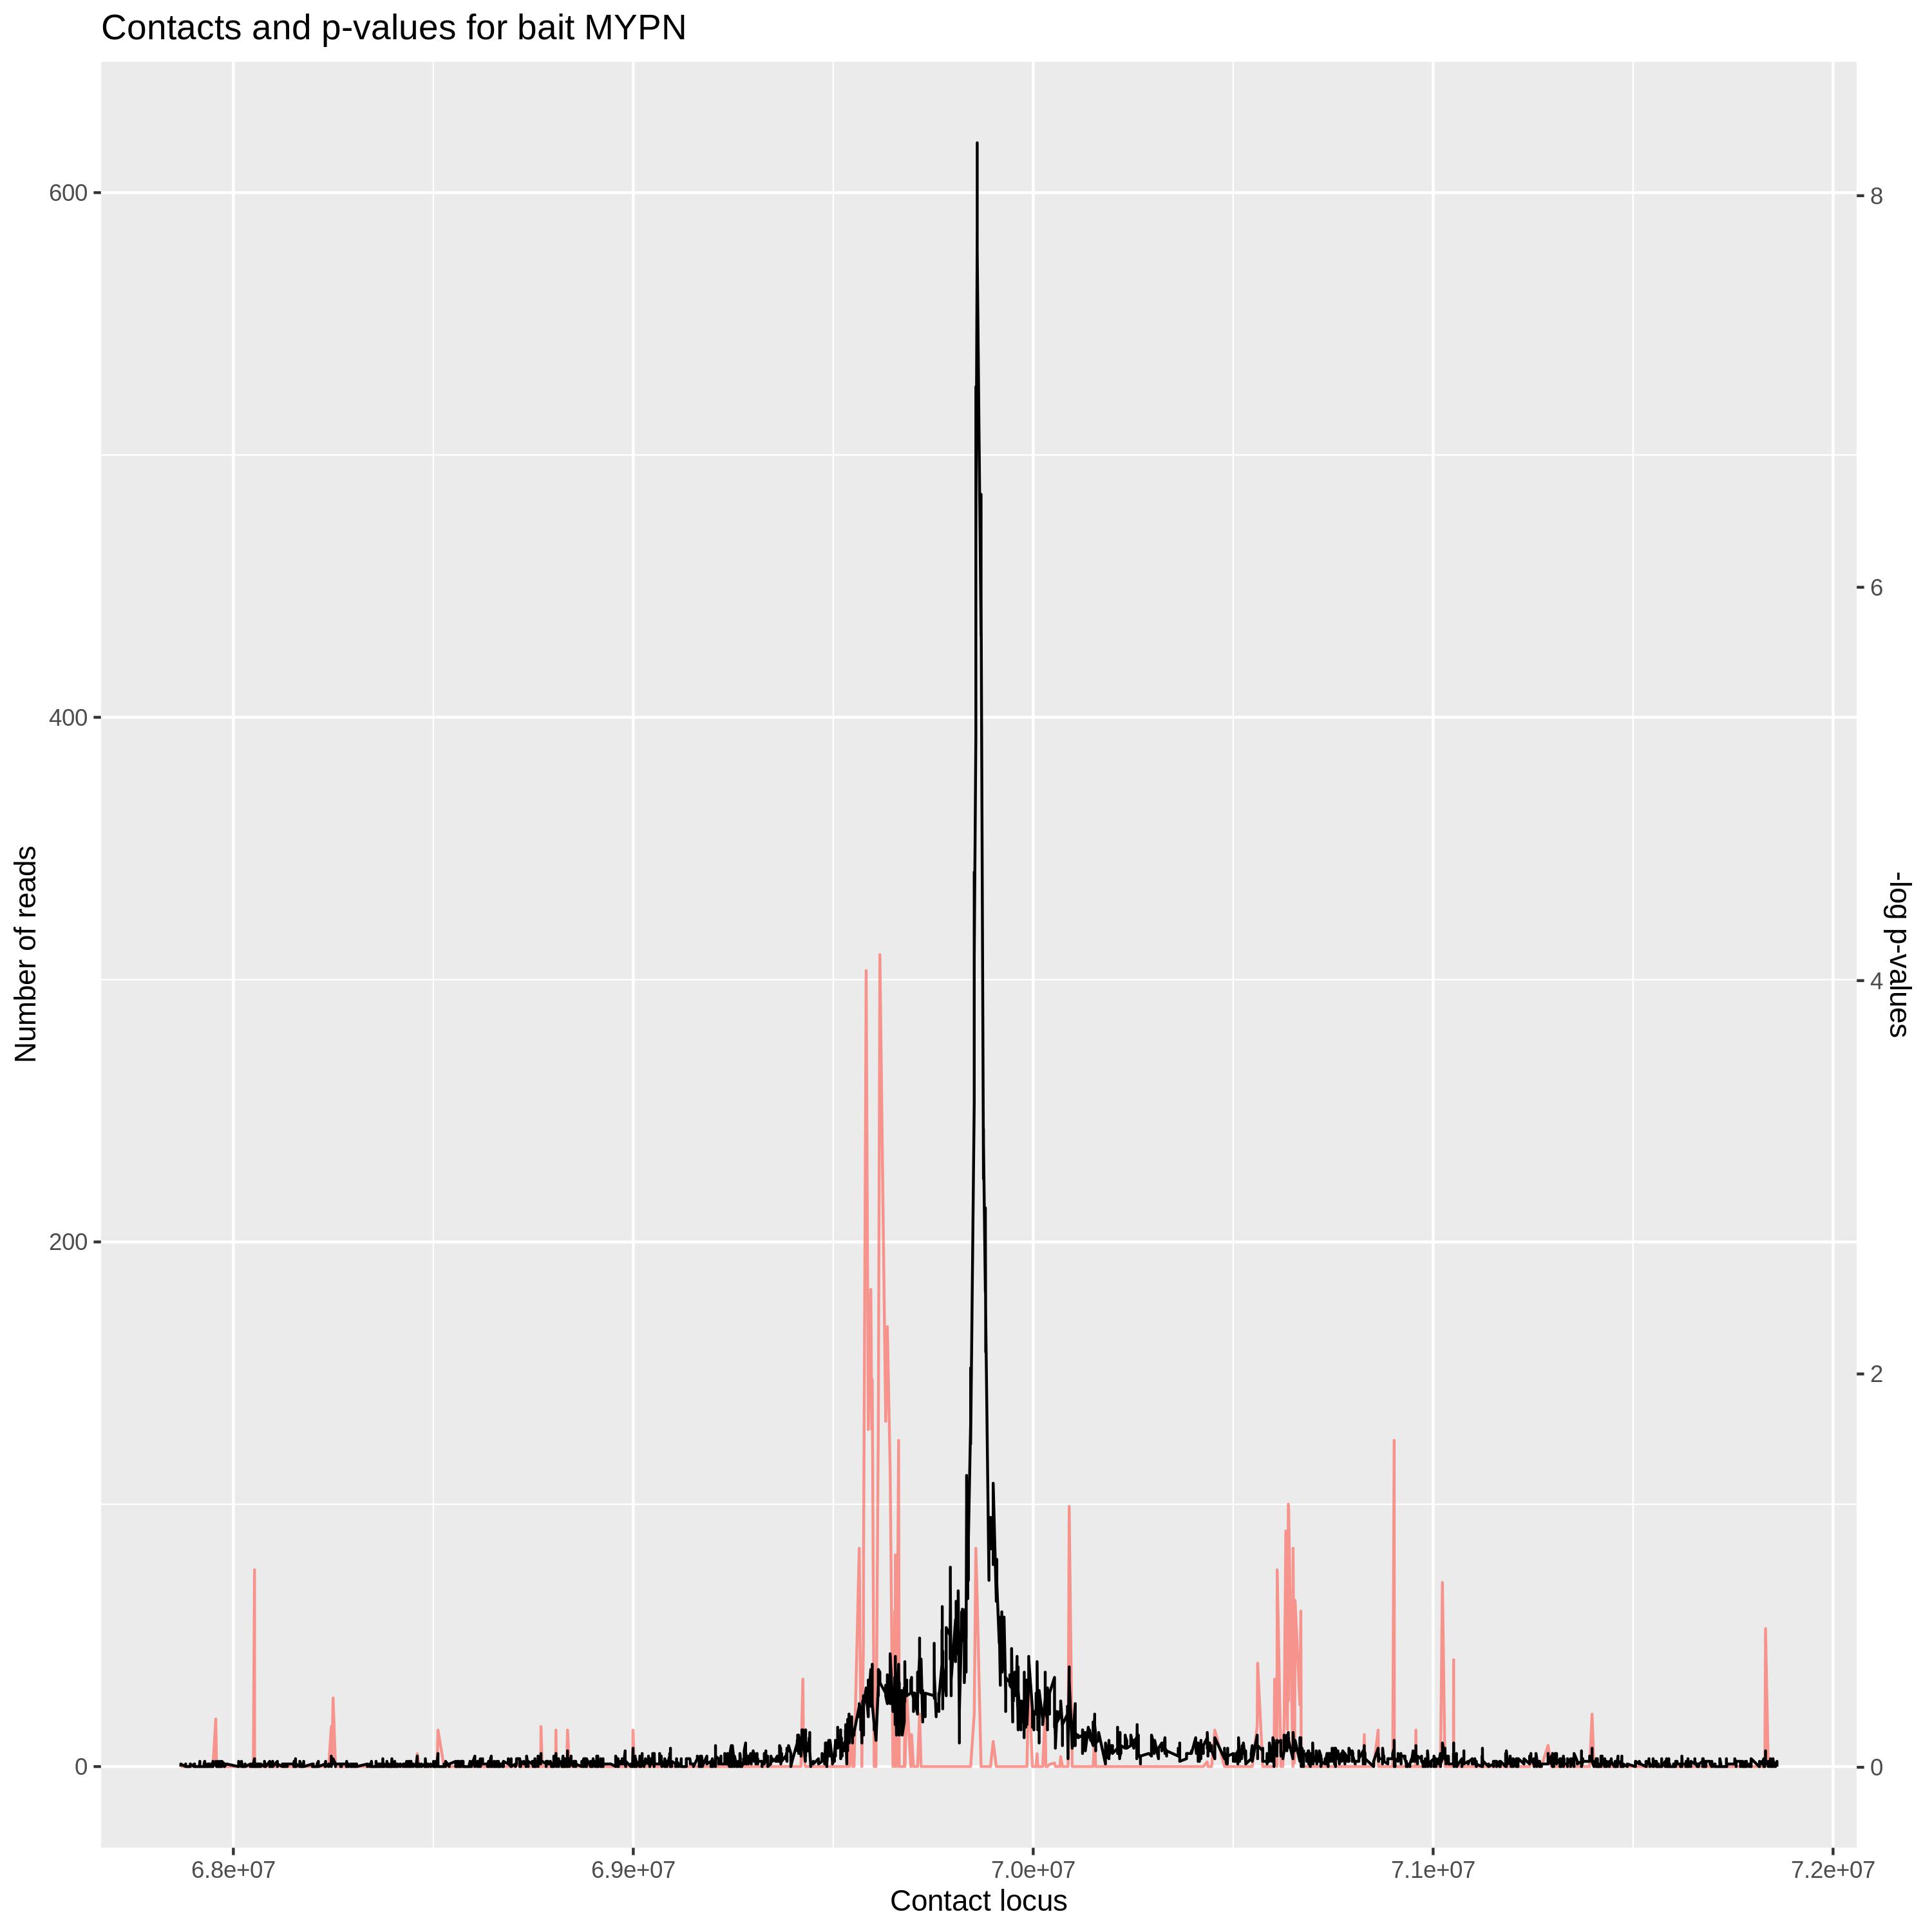 Contacts and p-values for bait MYPN
600
400
200
0
8
6
4
2
0
Number of reads
-log p-values
6.8e+07
6.9e+07
7.0e+07
7.1e+07
7.2e+07
Contact locus